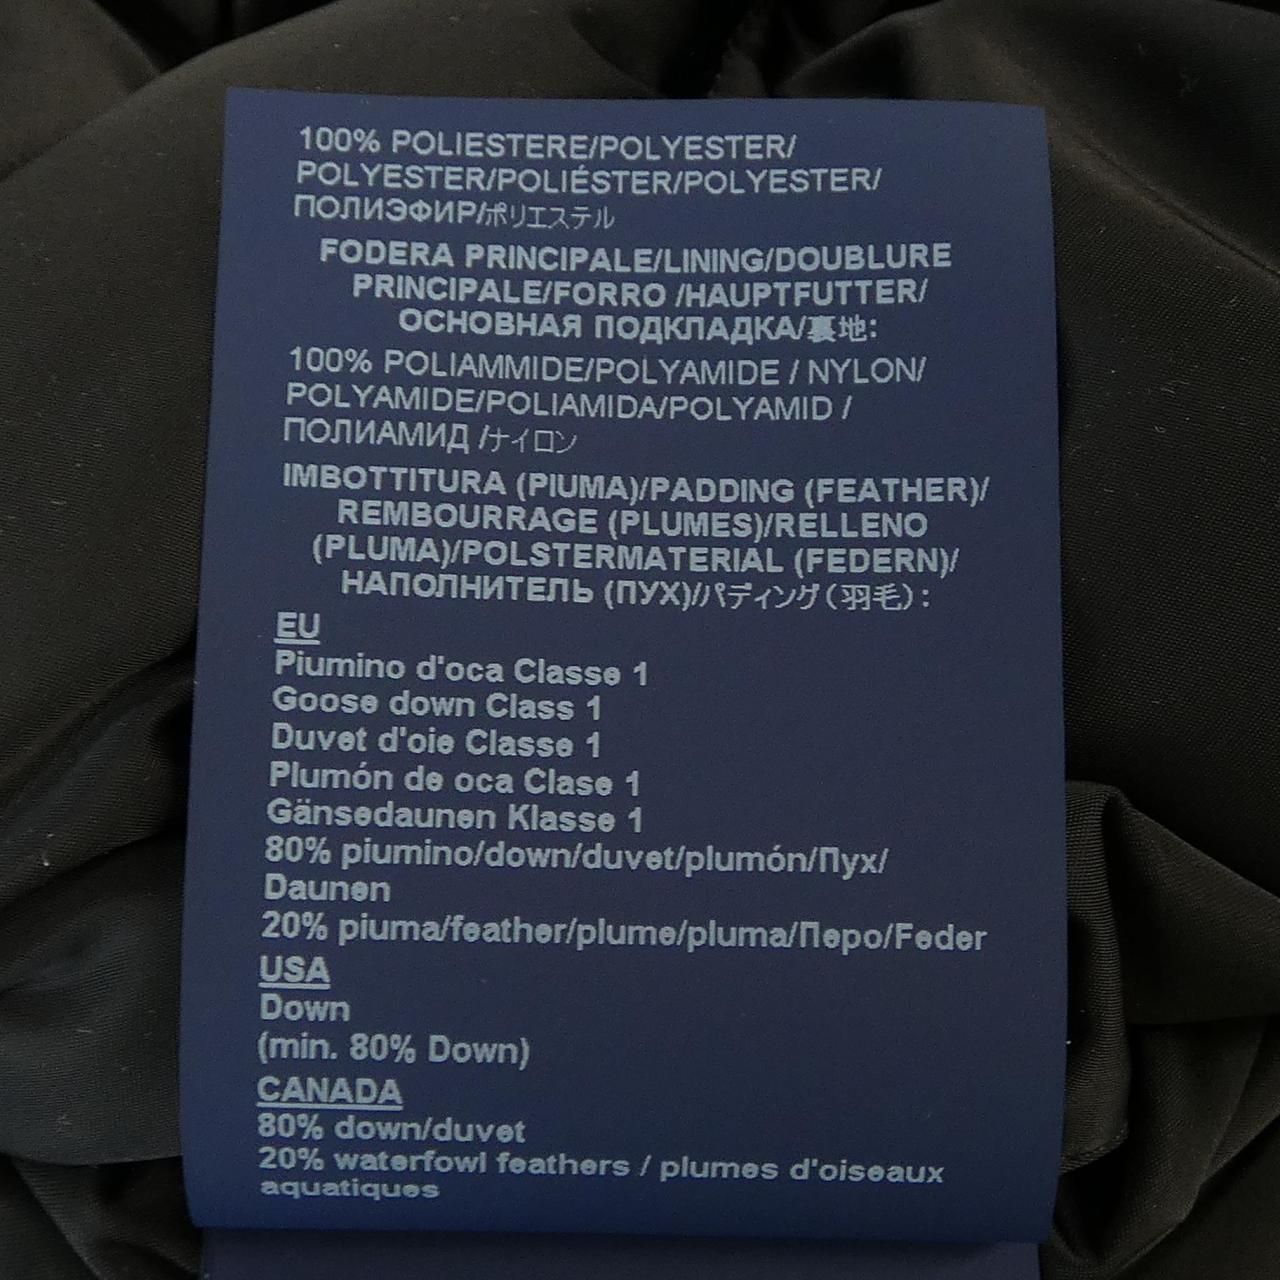 100% POLIESTERE/POLYESTER/
POLYESTER/POLIÉSTER/POLYESTER/
ПОЛИЭФИР/ポリエステル
FODERA PRINCIPALE/LINING/DOUBLURE
PRINCIPALE/FORRO /HAUPTFUTTER/
ОСНОВНАЯ ПОДКЛАДКА/裏地:
100% POLIAMMIDE/POLYAMIDE / NYLON/
POLYAMIDE/POLIAMIDA/POLYAMID /
ПОЛИАМИД /ナイロン
IMBOTTITURA (PIUMA)/PADDING (FEATHER)/
REMBOURRAGE (PLUMES)/RELLENO
(PLUMA)/POLSTERMATERIAL (FEDERN)/
НАПОЛНИТЕЛЬ (ПУХ)/パディング（羽毛）:
EU
Piumino d'oca Classe 1
Goose down Class 1
Duvet d'oie Classe 1
Plumón de oca Clase 1
Gänsedaunen Klasse 1
80% piumino/down/duvet/plumón/Пух/
Daunen
20% piuma/feather/plume/pluma/Перо/Feder
USA
Down
(min. 80% Down)
CANADA
80% down/duvet
20% waterfowl feathers / plumes d'oiseaux
aquatiques